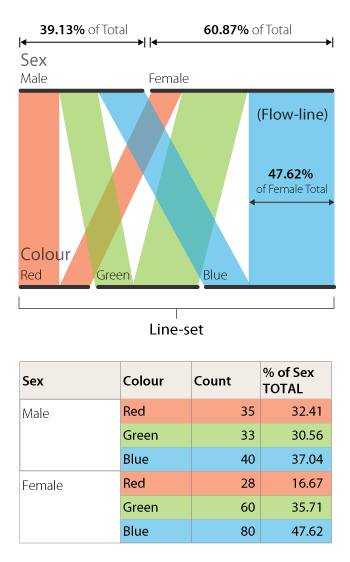 39.13% of Total 60.87% of Total
Sex
Male Female
(Flow-line)
47.62%
of Female Total
Colour
Red Green Blue
Line-set
Sex Colour Count % of Sex TOTAL
Male Red 35 32.41
Green 33 30.56
Blue 40 37.04
Female Red 28 16.67
Green 60 35.71
Blue 80 47.62